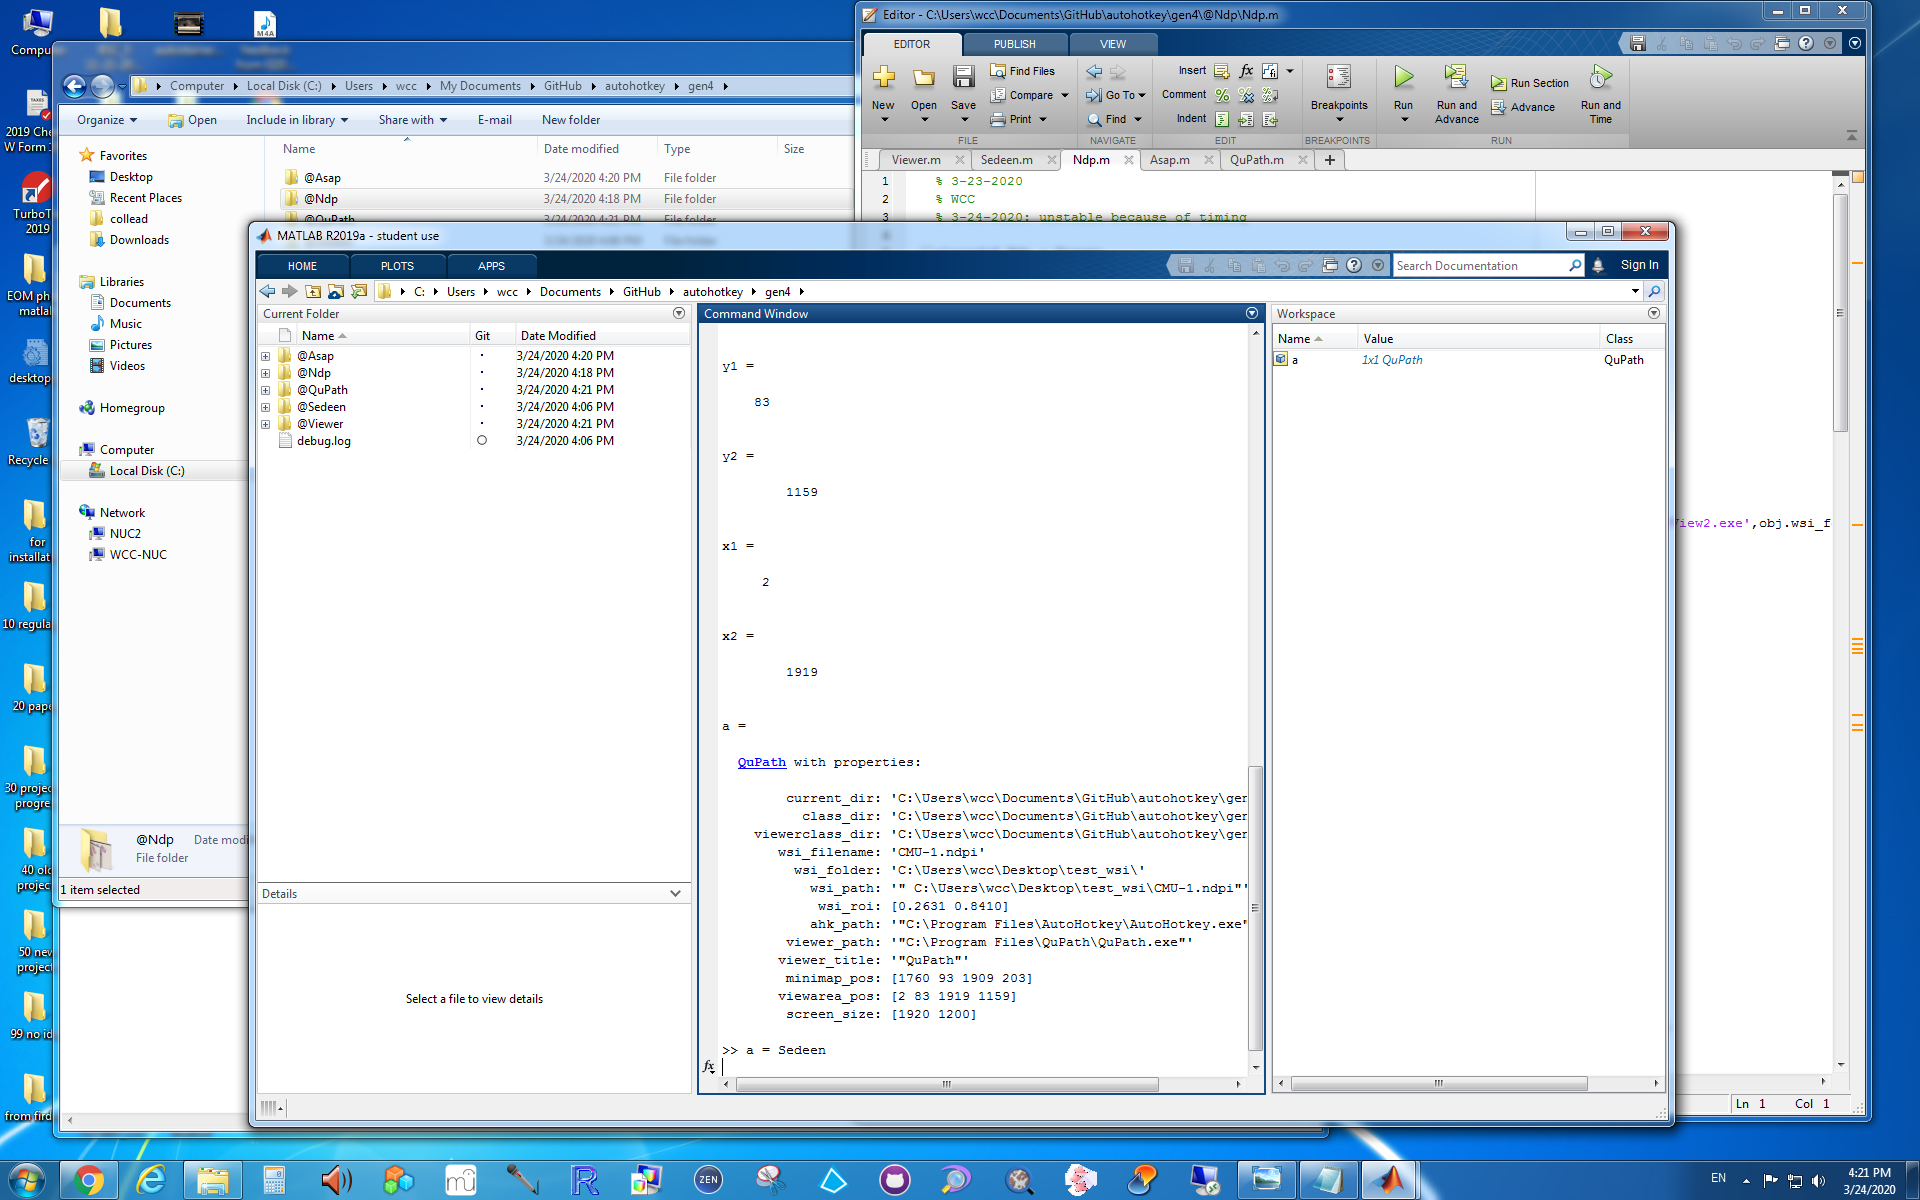 Editor - C:\Users\wcc\Documents\GitHub\autohotkey\gen4\@Ndp\Ndp.m
EDITOR PUBLISH VIEW
New Open Save Find Files Compare Print Go To Find Insert Comment Indent Breakpoints Run Run and Advance Run Section Advance Run and Time
FILE NAVIGATE EDIT BREAKPOINTS RUN
Viewer.m Sedeen.m Ndp.m Asap.m QuPath.m
1 % 3-23-2020
2 % WCC
3 % 3-24-2020: unstable because of timing
iew2.exe',obj.wsi_f
Ln 1 Col 1
Computer Local Disk (C:) Users wcc My Documents GitHub autohotkey gen4
Organize Open Include in library Share with E-mail New folder
Name Date modified Type Size
@Asap 3/24/2020 4:20 PM File folder
@Ndp 3/24/2020 4:18 PM File folder
@QuPath 3/24/2020 4:21 PM File folder
Favorites
Desktop
Recent Places
collead
Downloads
Libraries
Documents
Music
Pictures
Videos
Homegroup
Computer
Local Disk (C:)
Network
NUC2
WCC-NUC
@Ndp Date modi
File folder
1 item selected
MATLAB R2019a - student use
HOME PLOTS APPS
Search Documentation
Sign In
C: Users wcc Documents GitHub autohotkey gen4
Current Folder
Name Git Date Modified
@Asap 3/24/2020 4:20 PM
@Ndp 3/24/2020 4:18 PM
@QuPath 3/24/2020 4:21 PM
@Sedeen 3/24/2020 4:06 PM
@Viewer 3/24/2020 4:21 PM
debug.log 3/24/2020 4:06 PM
Details
Select a file to view details
Command Window
y1 =
83
y2 =
1159
x1 =
2
x2 =
1919
a =
QuPath with properties:
current_dir: 'C:\Users\wcc\Documents\GitHub\autohotkey\gen
class_dir: 'C:\Users\wcc\Documents\GitHub\autohotkey\gen
viewerclass_dir: 'C:\Users\wcc\Documents\GitHub\autohotkey\gen
wsi_filename: 'CMU-1.ndpi'
wsi_folder: 'C:\Users\wcc\Desktop\test_wsi\'
wsi_path: '" C:\Users\wcc\Desktop\test_wsi\CMU-1.ndpi"'
wsi_roi: [0.2631 0.8410]
ahk_path: '"C:\Program Files\AutoHotkey\AutoHotkey.exe"
viewer_path: '"C:\Program Files\QuPath\QuPath.exe"'
viewer_title: '"QuPath"'
minimap_pos: [1760 93 1909 203]
viewarea_pos: [2 83 1919 1159]
screen_size: [1920 1200]
>> a = Sedeen
fx
Workspace
Name Value Class
a 1x1 QuPath QuPath
M4A
Compu
2019 Che
W Form
TurboT
2019
EOM ph
matla
desktop
Recycle
for
installat
10 regula
20 pape
30 projec
progre
40 old
project
50 new
project
99 no id
from firdo
ZEN
EN
4:21 PM
3/24/2020